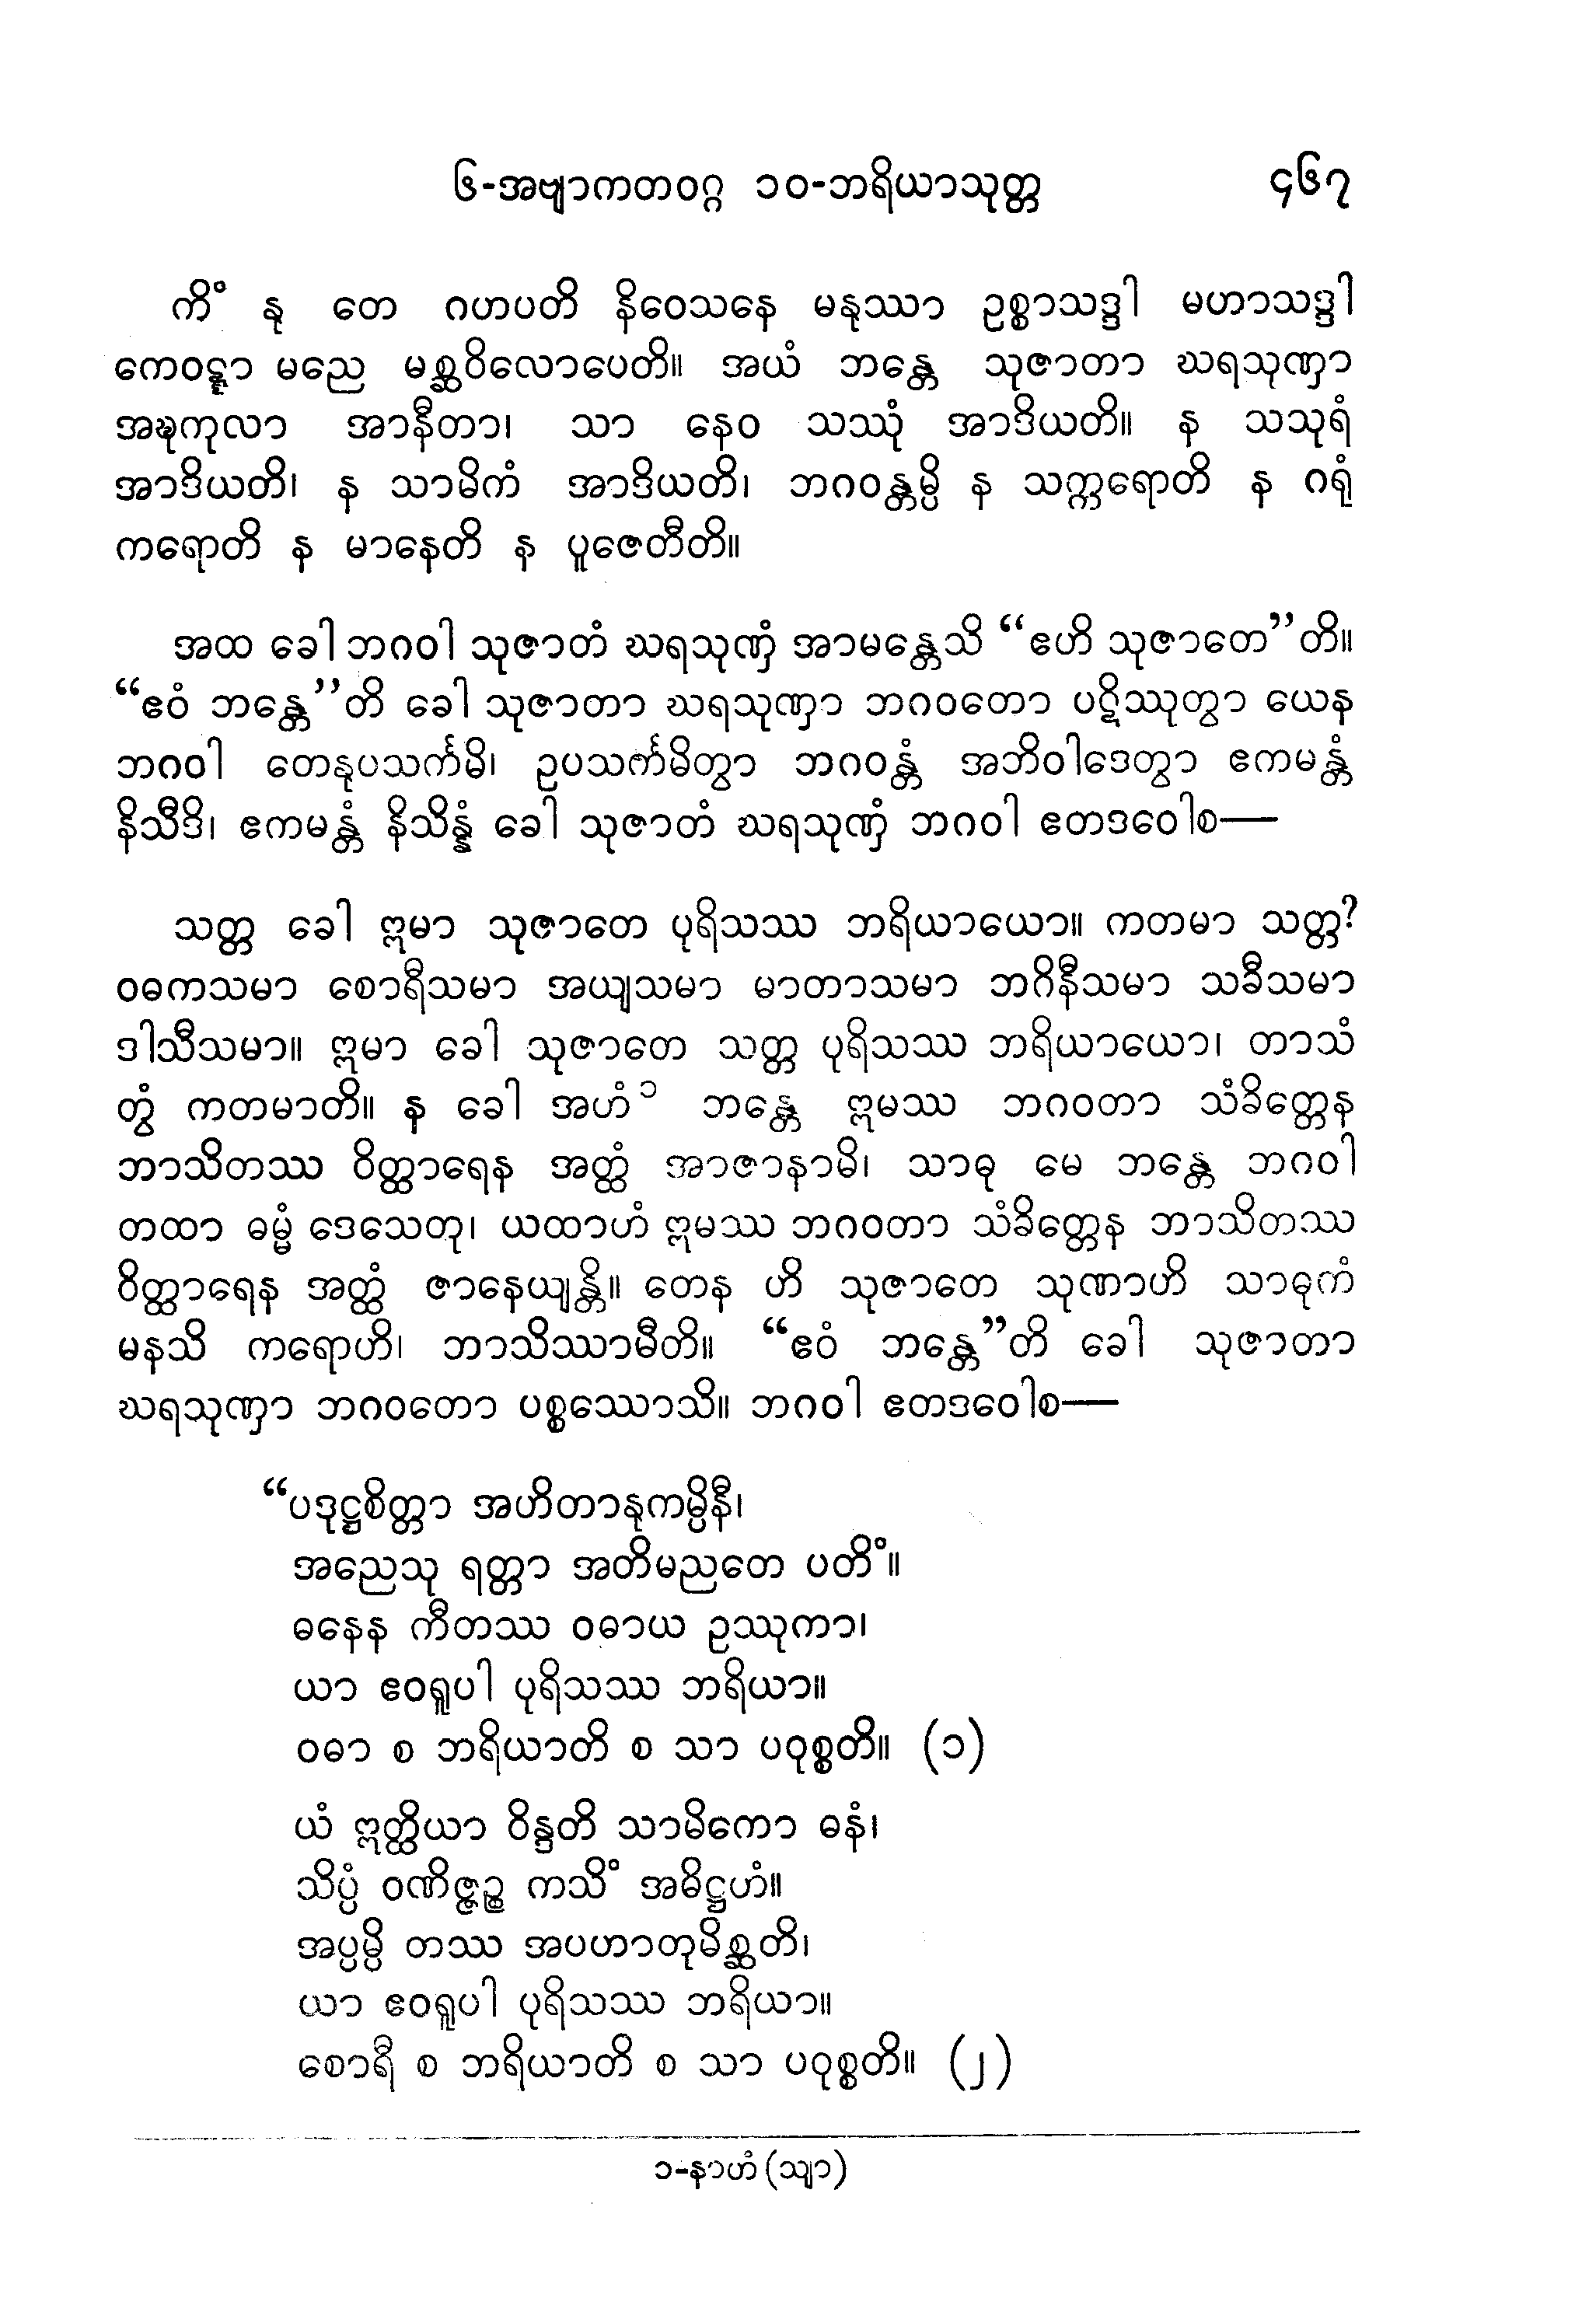 ၆-အဗျာကတဝဂ္ဂ ၁၀-ဘရိယာသုတ္တ ၄၆၇
ကိံ နု တေ ဂဟပတိ နိဝေသနေ မနုဿာ ဥစ္စာသဒ္ဒါ မဟာသဒ္ဒါ
ကေဝဋ္ဋာ မညေ မစ္ဆဝိလောပေတိ။ အယံ ဘန္တေ သုဇာတာ ဃရသုဏှာ
အဍ္ဎကုလာ အာနီတာ၊ သာ နေဝ သဿုံ အာဒိယတိ။ န သသုရံ
အာဒိယတိ၊ န သာမိကံ အာဒိယတိ၊ ဘဂဝန္တမ္ပိ န သက္ကရောတိ န ဂရုံ
ကရောတိ န မာနေတိ န ပူဇေတီတိ။
အထ ခေါ ဘဂဝါ သုဇာတံ ဃရသုဏှံ အာမန္တေသိ “ဧဟိ သုဇာတေ”တိ။
“ဧဝံ ဘန္တေ”တိ ခေါ သုဇာတာ ဃရသုဏှာ ဘဂဝတော ပဋိဿုတွာ ယေန
ဘဂဝါ တေနုပသင်္ကမိ၊ ဥပသင်္ကမိတွာ ဘဂဝန္တံ အဘိဝါဒေတွာ ဧကမန္တံ
နိသီဒိ၊ ဧကမန္တံ နိသိန္နံ ခေါ သုဇာတံ ဃရသုဏှံ ဘဂဝါ ဧတဒဝေါစ—
သတ္တ ခေါ ဣမာ သုဇာတေ ပုရိသဿ ဘရိယာယော။ ကတမာ သတ္တ?
ဝဓကသမာ စောရီသမာ အယျသမာ မာတာသမာ ဘဂိနီသမာ သခီသမာ
ဒါသီသမာ။ ဣမာ ခေါ သုဇာတေ သတ္တ ပုရိသဿ ဘရိယာယော၊ တာသံ
တွံ ကတမာတိ။ န ခေါ အဟံ ၁ ဘန္တေ ဣမဿ ဘဂဝတာ သံခိတ္တေန
ဘာသိတဿ ဝိတ္ထာရေန အတ္ထံ အာဇာနာမိ၊ သာဓု မေ ဘန္တေ ဘဂဝါ
တထာ ဓမ္မံ ဒေသေတု၊ ယထာဟံ ဣမဿ ဘဂဝတာ သံခိတ္တေန ဘာသိတဿ
ဝိတ္ထာရေန အတ္ထံ ဇာနေယျန္တိ။ တေန ဟိ သုဇာတေ သုဏာဟိ သာဓုကံ
မနသိ ကရောဟိ၊ ဘာသိဿာမီတိ။ “ဧဝံ ဘန္တေ”တိ ခေါ သုဇာတာ
ဃရသုဏှာ ဘဂဝတော ပစ္စဿောသိ။ ဘဂဝါ ဧတဒဝေါစ—
“ပဒုဋ္ဌစိတ္တာ အဟိတာနုကမ္ပိနီ၊
အညေသု ရတ္တာ အတိမညတေ ပတိံ။
ဓနေန ကီတဿ ဝဓာယ ဥဿုကာ၊
ယာ ဧဝရူပါ ပုရိသဿ ဘရိယာ။
ဝဓာ စ ဘရိယာတိ စ သာ ပဝုစ္စတိ။ (၁)
ယံ ဣတ္ထိယာ ဝိန္ဒတိ သာမိကော ဓနံ၊
သိပ္ပံ ဝဏိဇ္ဇဉ္စ ကသိံ အဓိဋ္ဌဟံ။
အပ္ပမ္ပိ တဿ အပဟာတုမိစ္ဆတိ၊
ယာ ဧဝရူပါ ပုရိသဿ ဘရိယာ။
စောရီ စ ဘရိယာတိ စ သာ ပဝုစ္စတိ။ (၂)
၁-နာဟံ (သျာ)